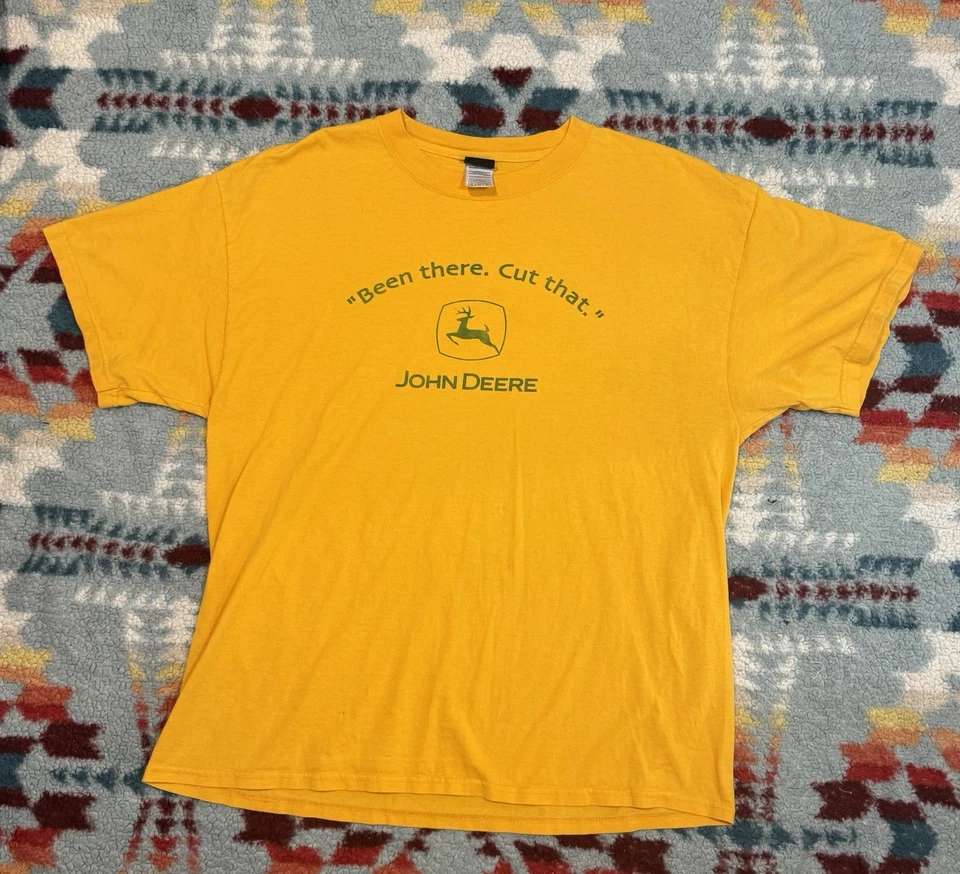 "Been there. Cut that."
JOHN DEERE